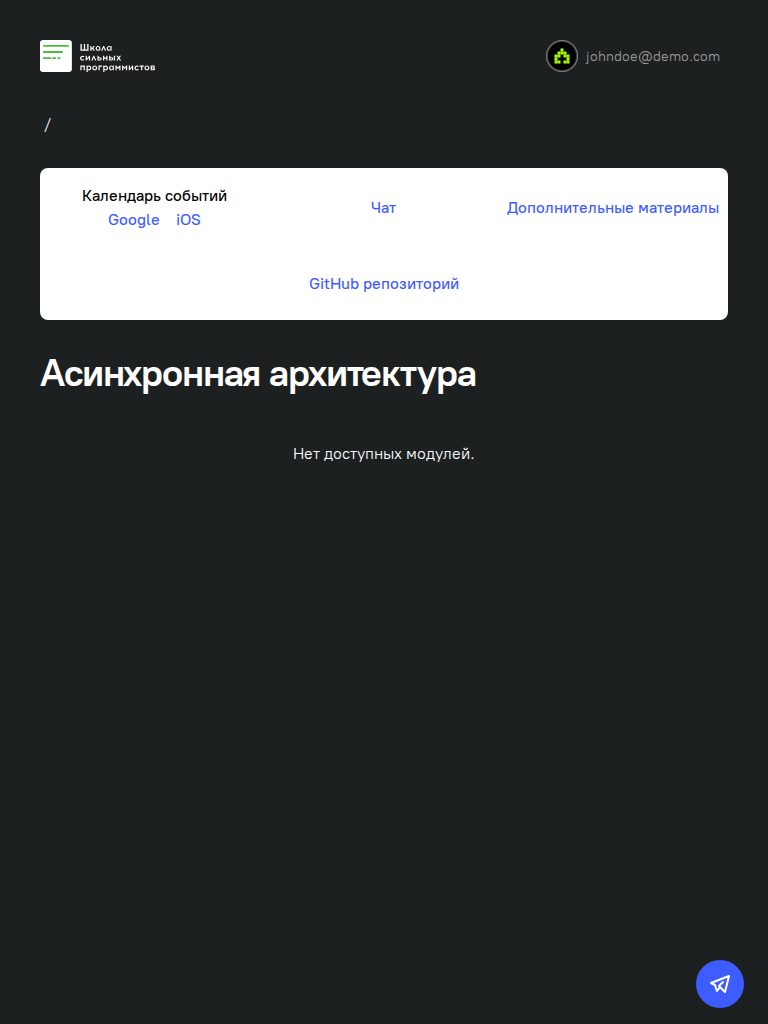 Школа
сильных
программистов
johndoe@demo.com
/
Календарь событий
Google iOS
Чат
Дополнительные материалы
GitHub репозиторий
Асинхронная архитектура
Нет доступных модулей.